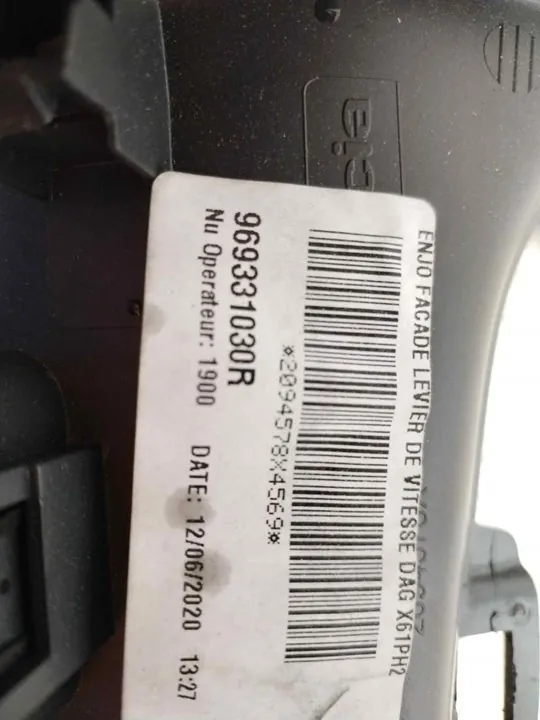 ENJO FACADE LEVIER DE VITESSE DAG X61PH2
*2094578X4569*
969331030R
Nu Operateur: 1900 DATE: 12/06/2020 13:27